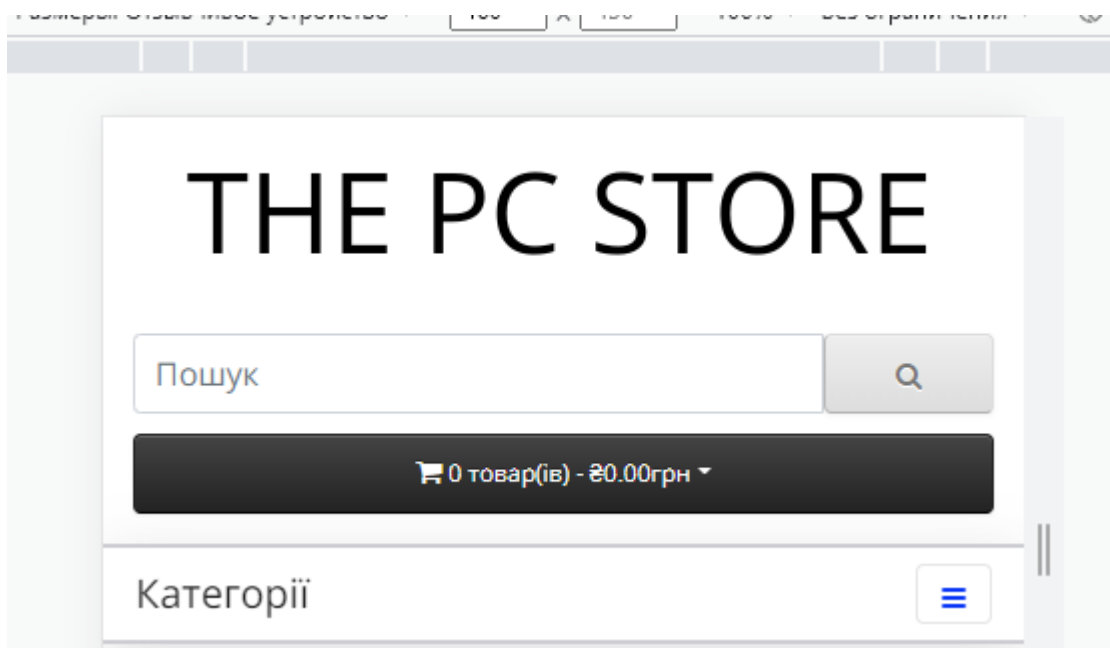 THE PC STORE
Пошук
0 товар(ів) - ₴0.00грн
Категорії